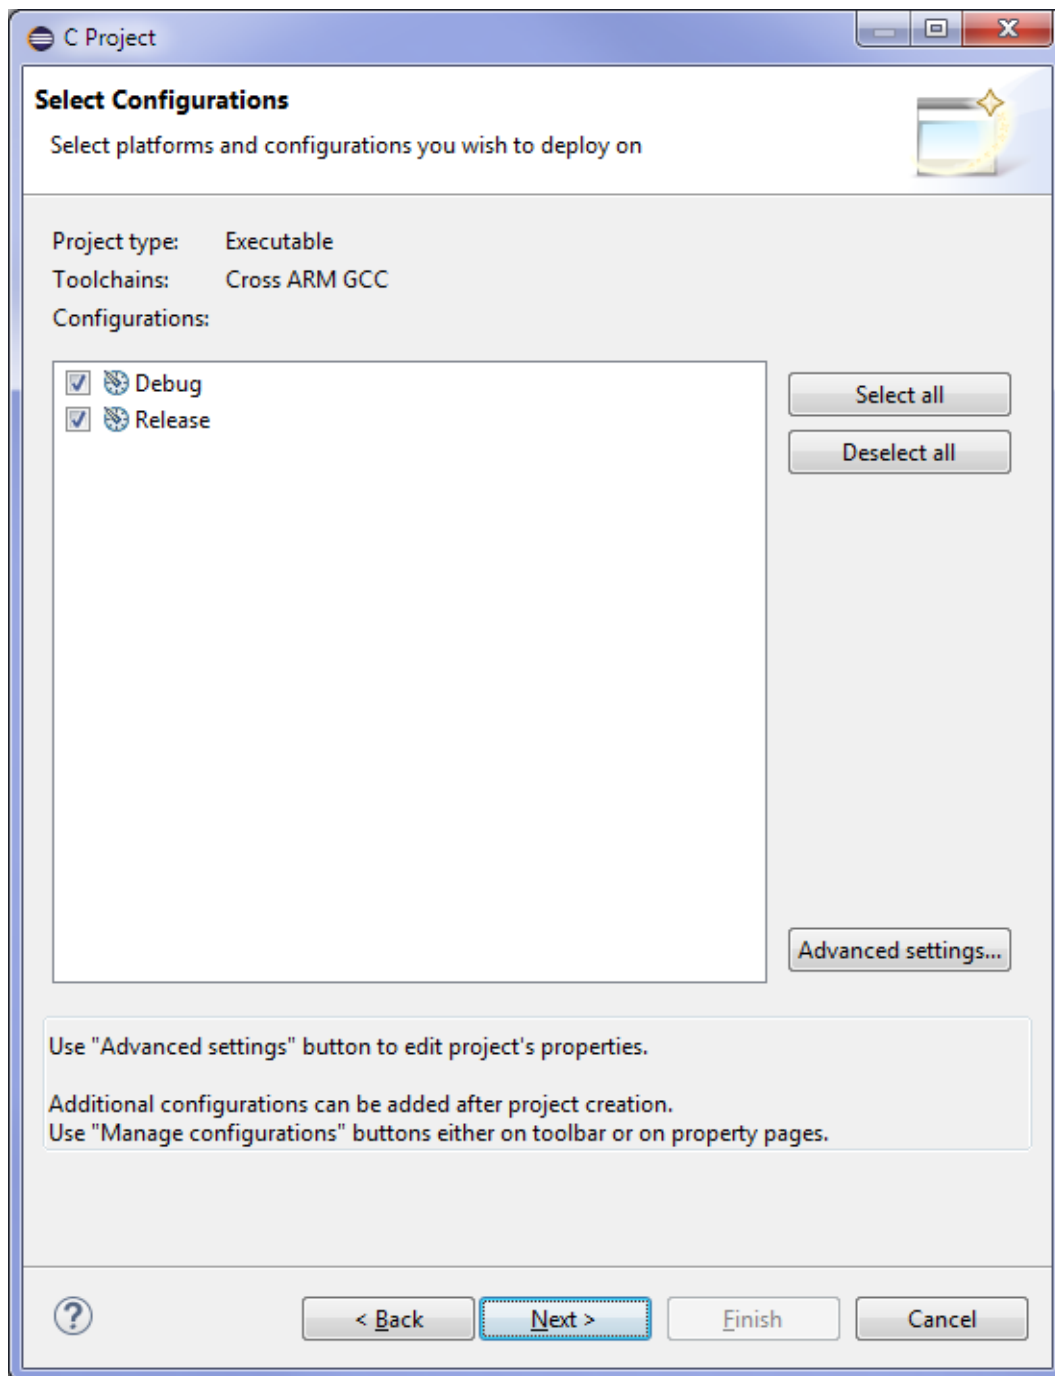 C Project
Select Configurations
Select platforms and configurations you wish to deploy on
Project type: Executable
Toolchains: Cross ARM GCC
Configurations:
Debug
Release
Select all
Deselect all
Advanced settings...
Use "Advanced settings" button to edit project's properties.
Additional configurations can be added after project creation.
Use "Manage configurations" buttons either on toolbar or on property pages.
? < Back Next > Finish Cancel